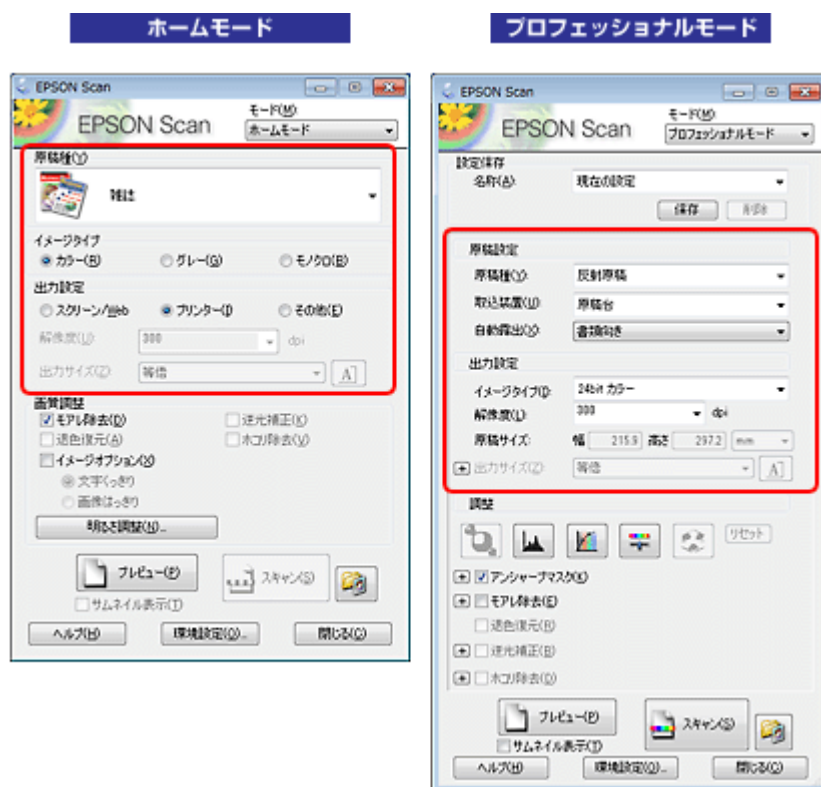 ホームモード
EPSON Scan
EPSON Scan
モード(M)
ホームモード
原稿種(Y)
雑誌
イメージタイプ
カラー(R)
グレー(G)
モノクロ(B)
出力設定
スクリーン/Web
プリンター(I)
その他(E)
解像度(U):
300
dpi
出力サイズ(Z):
等倍
画質調整
モアレ除去(D)
逆光補正(K)
退色復元(A)
ホコリ除去(V)
イメージオプション(X)
文字くっきり
画像はっきり
明るさ調整(N)...
プレビュー(P)
スキャン(S)
サムネイル表示(T)
ヘルプ(H)
環境設定(O)...
閉じる(C)
プロフェッショナルモード
EPSON Scan
EPSON Scan
モード(M)
プロフェッショナルモード
設定保存
名称(A):
現在の設定
保存
削除
原稿設定
原稿種(Y):
反射原稿
取込装置(U):
原稿台
自動露出(X):
書類向き
出力設定
イメージタイプ(I):
24bit カラー
解像度(L):
300
dpi
原稿サイズ:
幅 215.9 高さ 297.2 mm
出力サイズ(Z):
等倍
調整
リセット
アンシャープマスク(K)
モアレ除去(E)
退色復元(R)
逆光補正(B)
ホコリ除去(D)
プレビュー(P)
スキャン(S)
サムネイル表示(T)
ヘルプ(H)
環境設定(O)...
閉じる(C)